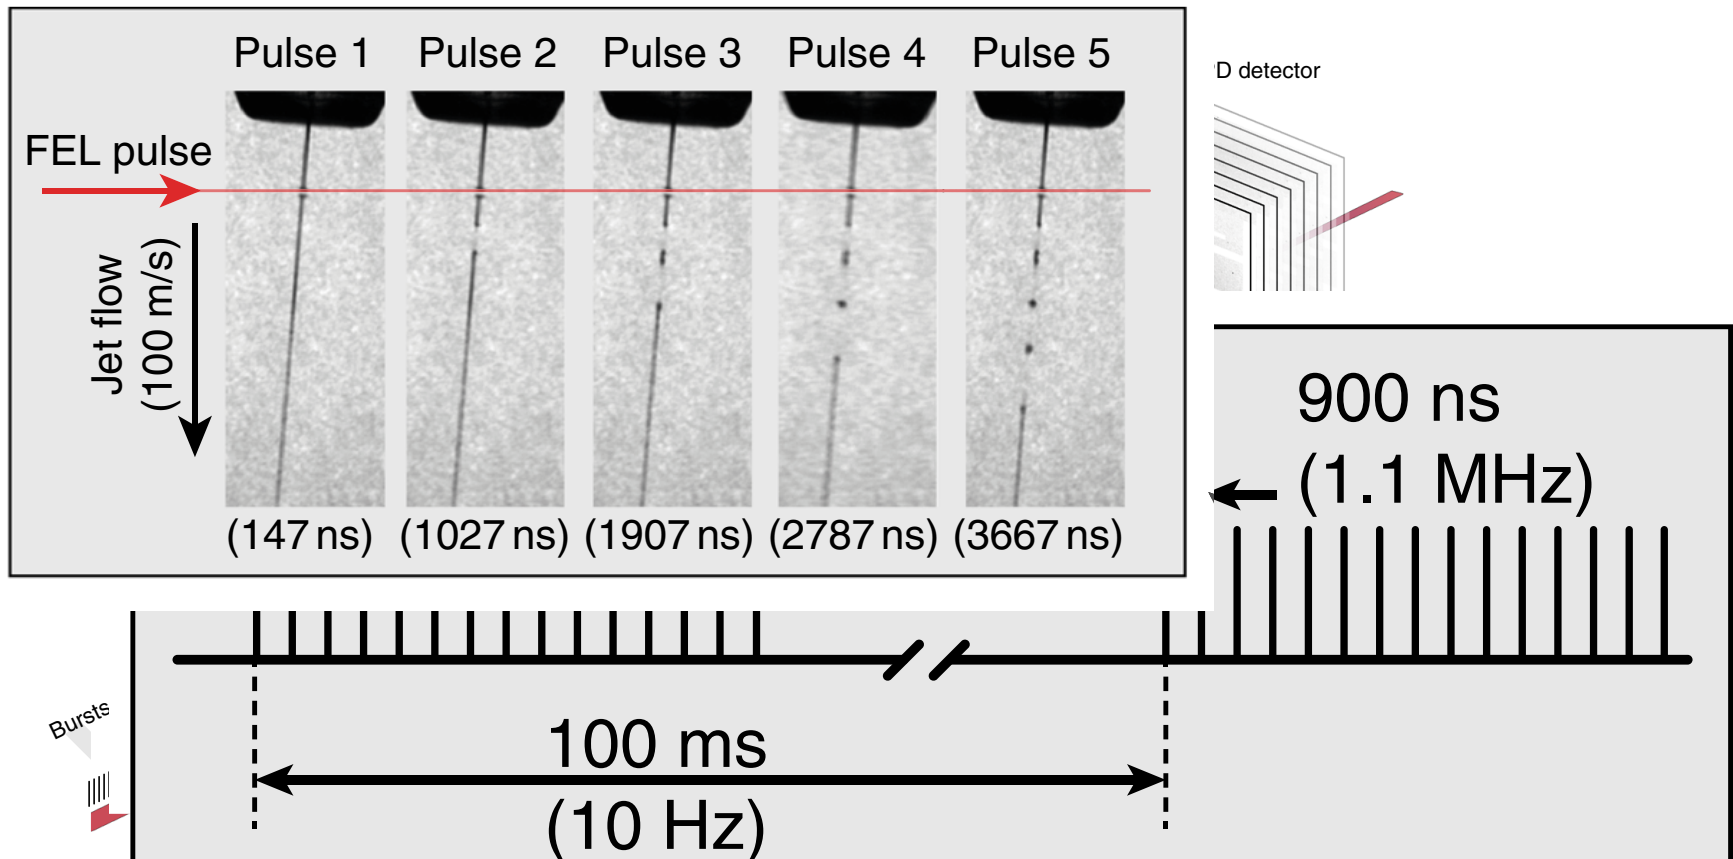 Pulse 1 Pulse 2 Pulse 3 Pulse 4 Pulse 5
FEL pulse
Jet flow
(100 m/s)
(147 ns) (1027 ns) (1907 ns) (2787 ns) (3667 ns)
D detector
900 ns
(1.1 MHz)
Bursts
100 ms
(10 Hz)